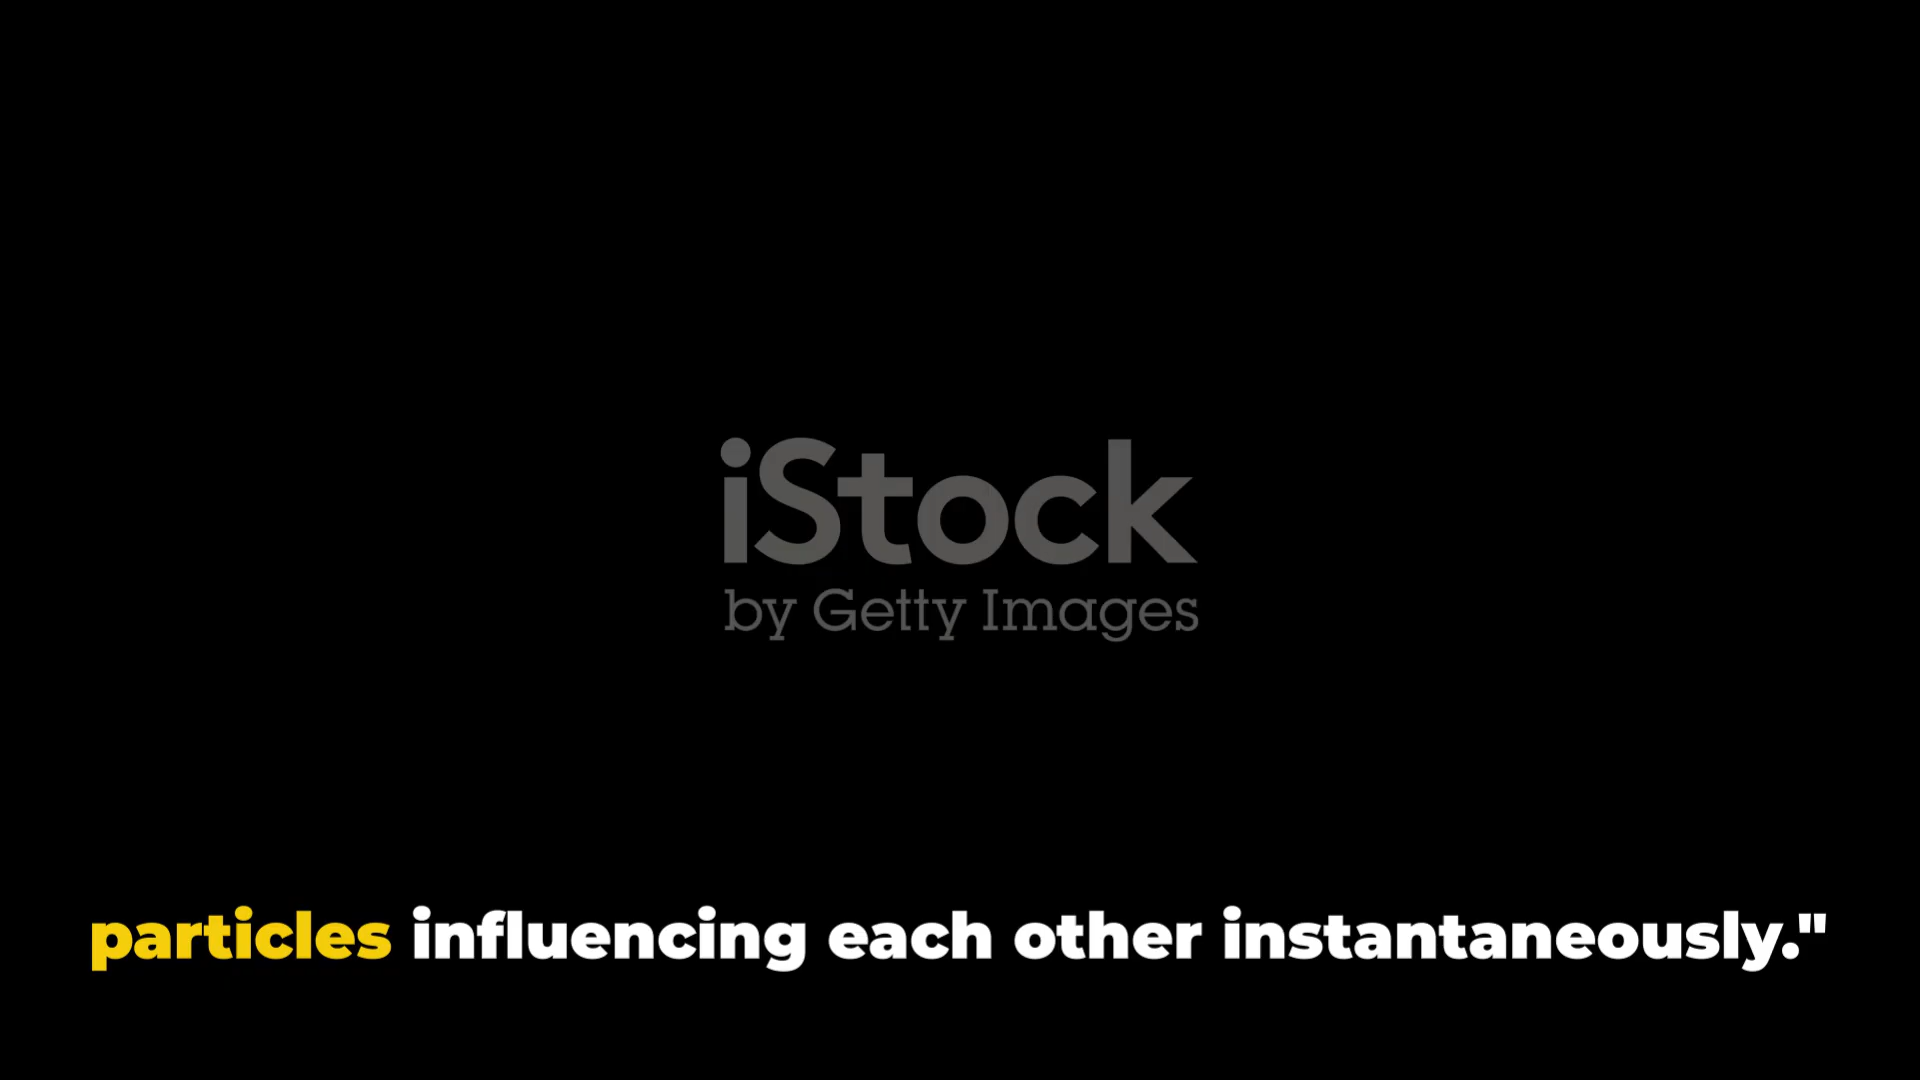 iStock
by Getty Images
particles influencing each other instantaneously."